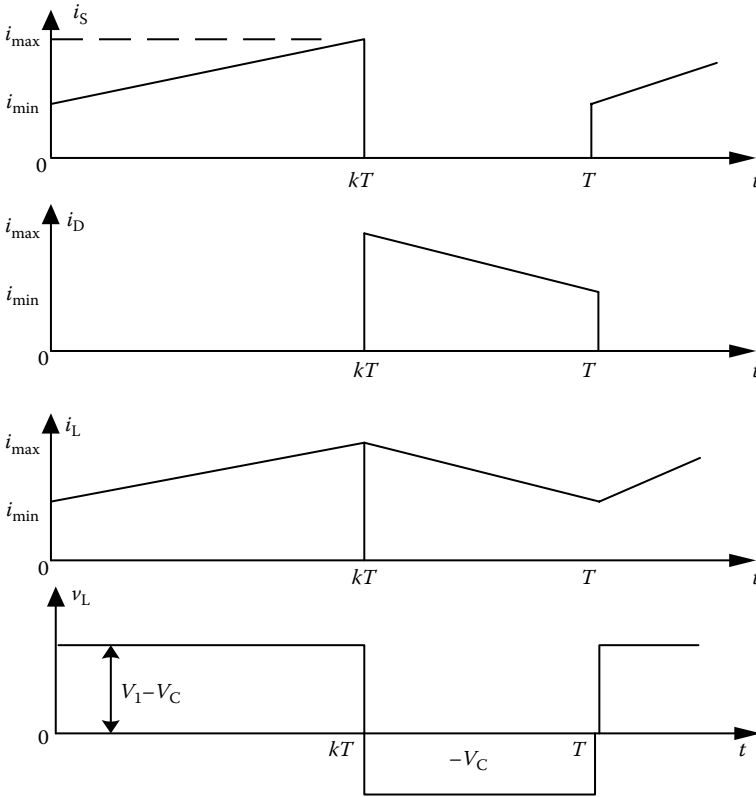 i_S
i_max
i_min
0
kT
T
t
i_D
i_max
i_min
0
kT
T
t
i_L
i_max
i_min
0
kT
T
t
v_L
V_1–V_C
0
kT
T
t
–V_C